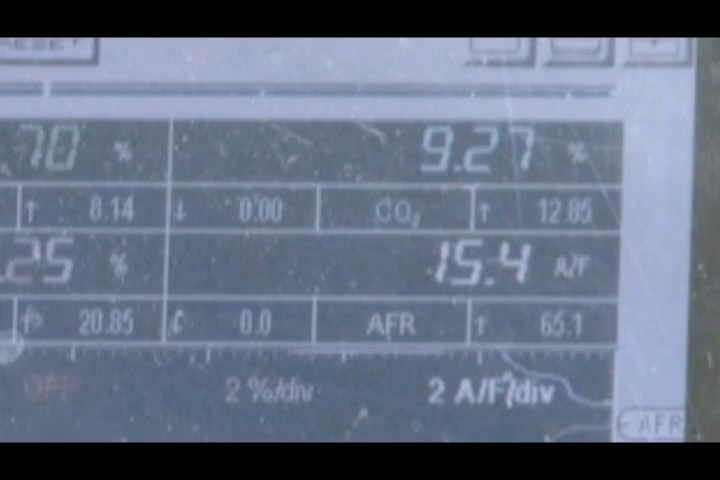 RESET
.70 % 9.27 %
↑ 8.14 ↓ 0.00 CO₂ ↑ 12.85
.25 % 15.4 A/F
↑ 20.85 0.0 AFR ↑ 65.1
OFF 2 %/div 2 A/F/div
AFR